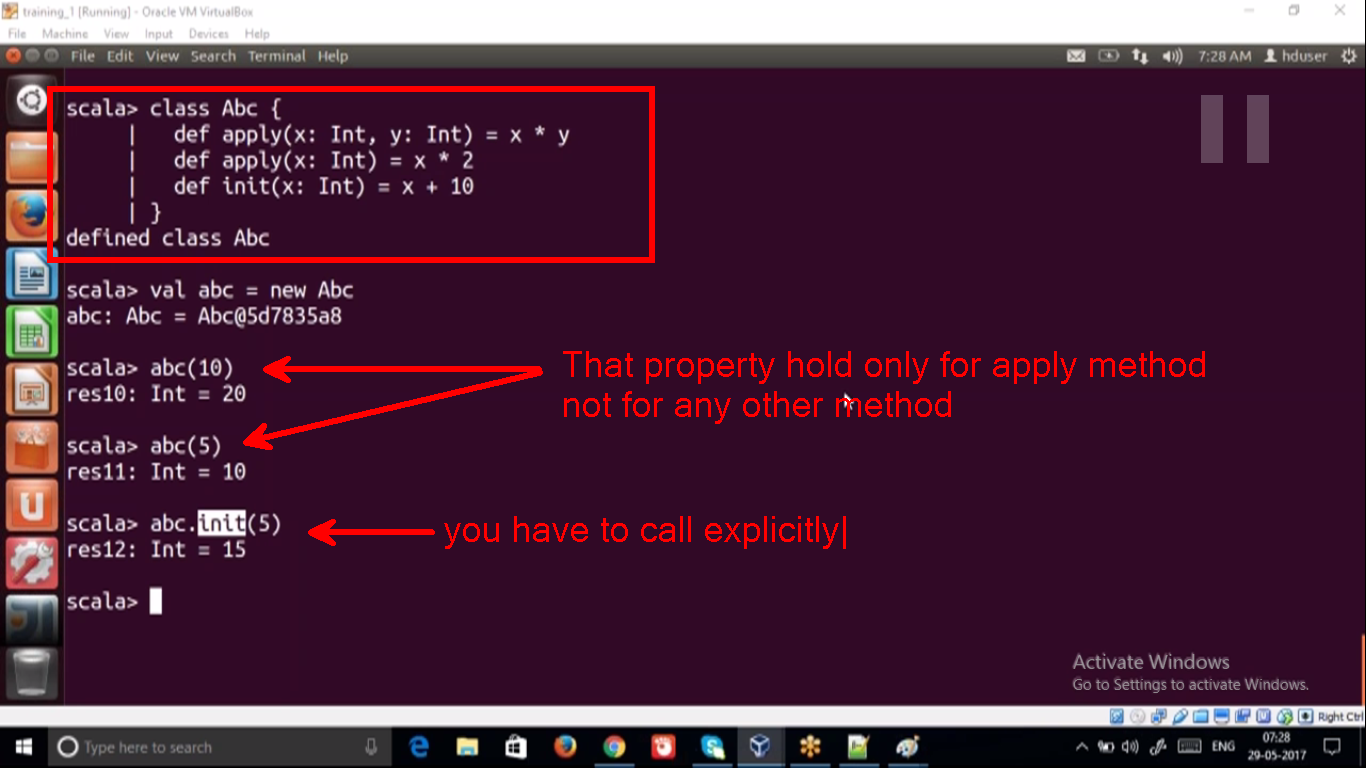 training_1 [Running] - Oracle VM VirtualBox
File Machine View Input Devices Help
File Edit View Search Terminal Help
7:28 AM hduser
scala> class Abc {
| def apply(x: Int, y: Int) = x * y
| def apply(x: Int) = x * 2
| def init(x: Int) = x + 10
| }
defined class Abc
scala> val abc = new Abc
abc: Abc = Abc@5d7835a8
scala> abc(10)
res10: Int = 20
That property hold only for apply method
not for any other method
scala> abc(5)
res11: Int = 10
scala> abc.init(5)
res12: Int = 15
you have to call explicitly|
scala>
Activate Windows
Go to Settings to activate Windows.
Right Ctrl
Type here to search
ENG
07:28
29-05-2017